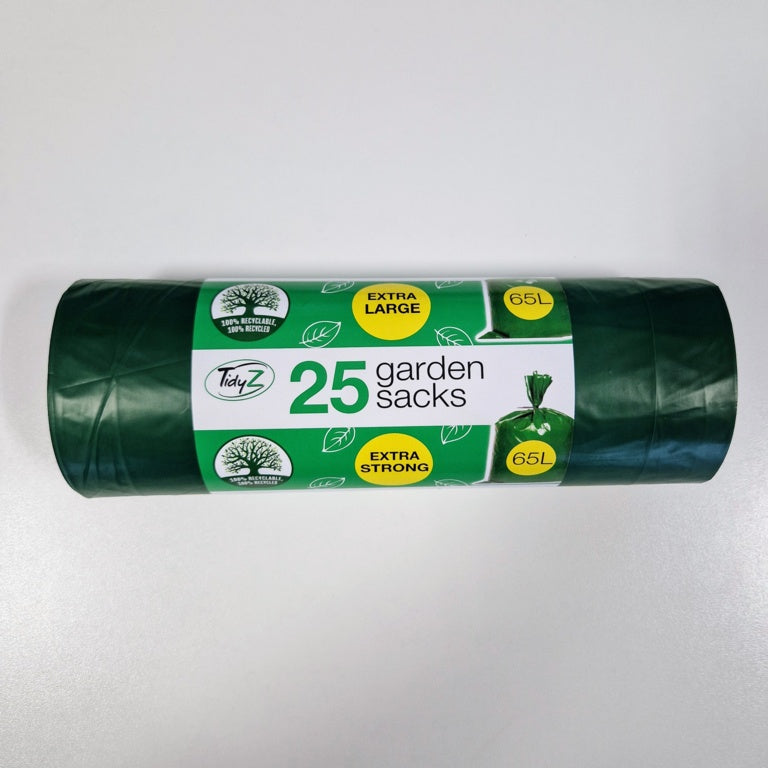 100% RECYCLABLE,
100% RECYCLED
EXTRA
LARGE
65L
TidyZ
25 garden
sacks
100% RECYCLABLE,
100% RECYCLED
EXTRA
STRONG
65L